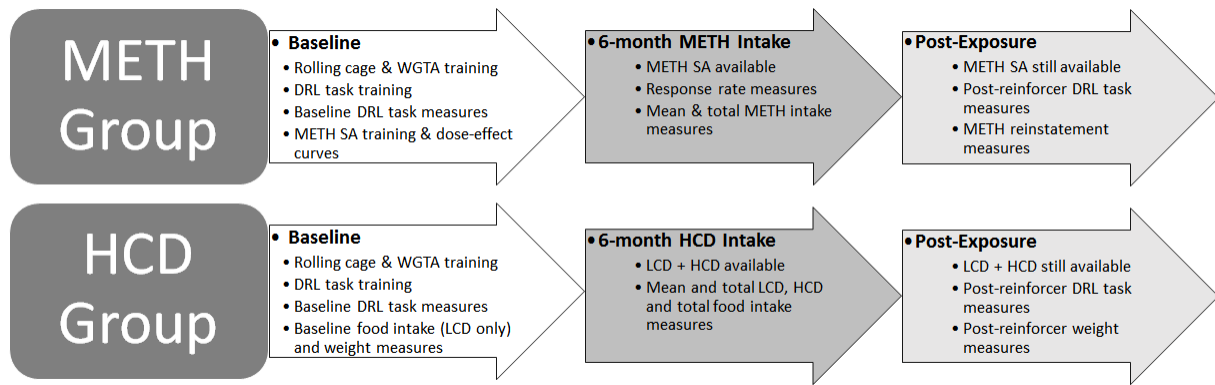 METH
Group
• Baseline
• Rolling cage & WGTA training
• DRL task training
• Baseline DRL task measures
• METH SA training & dose-effect
curves
• 6-month METH Intake
• METH SA available
• Response rate measures
• Mean & total METH intake
measures
• Post-Exposure
• METH SA still available
• Post-reinforcer DRL task
measures
• METH reinstatement
measures
HCD
Group
• Baseline
• Rolling cage & WGTA training
• DRL task training
• Baseline DRL task measures
• Baseline food intake (LCD only)
and weight measures
• 6-month HCD Intake
• LCD + HCD available
• Mean and total LCD, HCD
and total food intake
measures
• Post-Exposure
• LCD + HCD still available
• Post-reinforcer DRL task
measures
• Post-reinforcer weight
measures